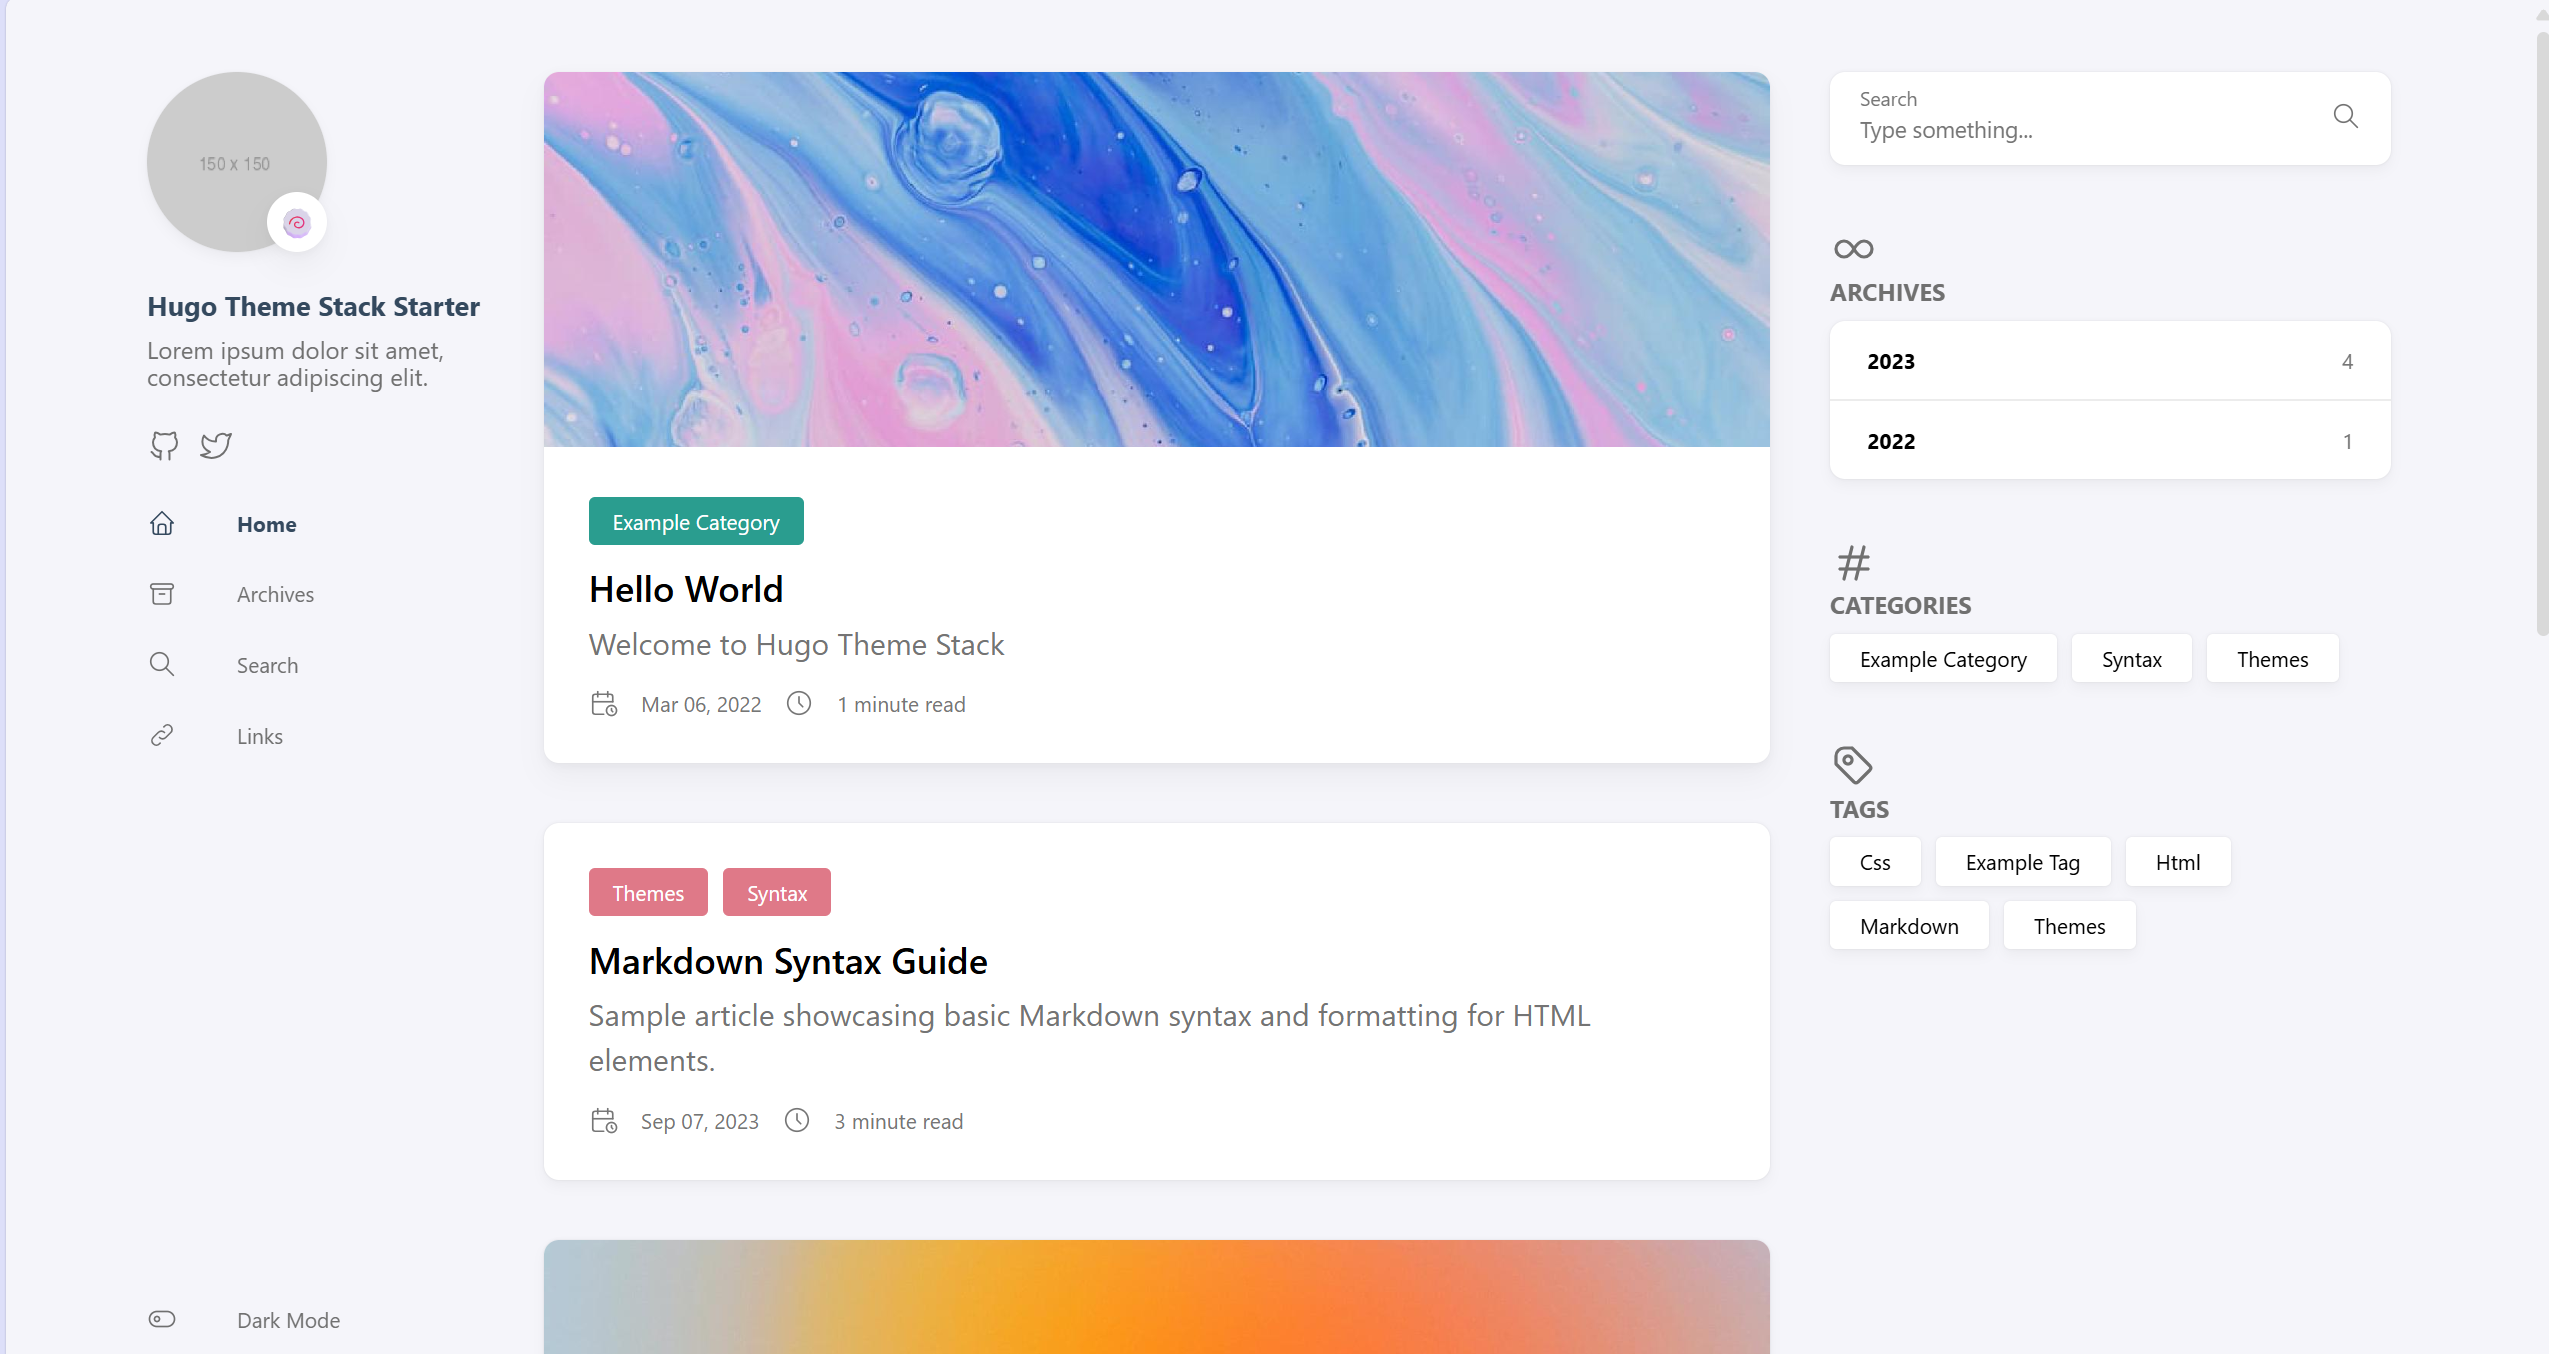 150 x 150
Hugo Theme Stack Starter
Lorem ipsum dolor sit amet,
consectetur adipiscing elit.
Home
Archives
Search
Links
Dark Mode
Example Category
Hello World
Welcome to Hugo Theme Stack
Mar 06, 2022 1 minute read
Themes Syntax
Markdown Syntax Guide
Sample article showcasing basic Markdown syntax and formatting for HTML
elements.
Sep 07, 2023 3 minute read
Search
Type something...
ARCHIVES
2023 4
2022 1
CATEGORIES
Example Category Syntax Themes
TAGS
Css Example Tag Html
Markdown Themes